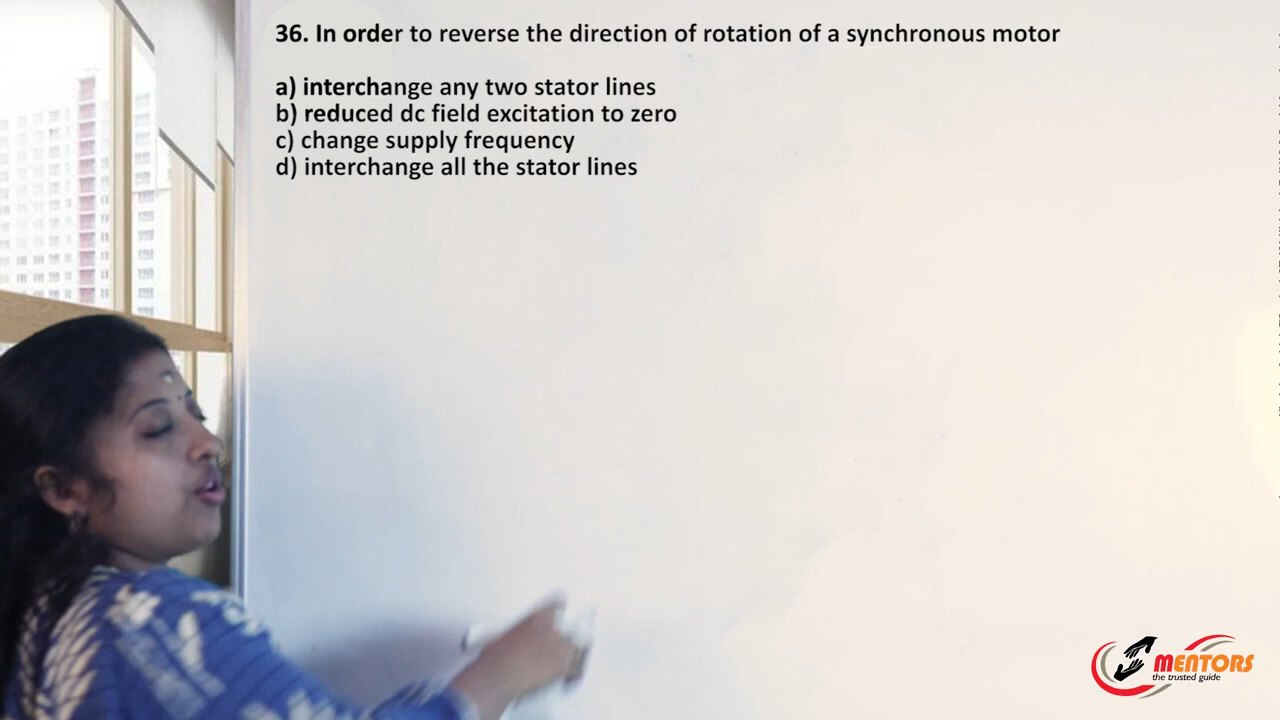 36. In order to reverse the direction of rotation of a synchronous motor
a) interchange any two stator lines
b) reduced dc field excitation to zero
c) change supply frequency
d) interchange all the stator lines
MENTORS
the trusted guide